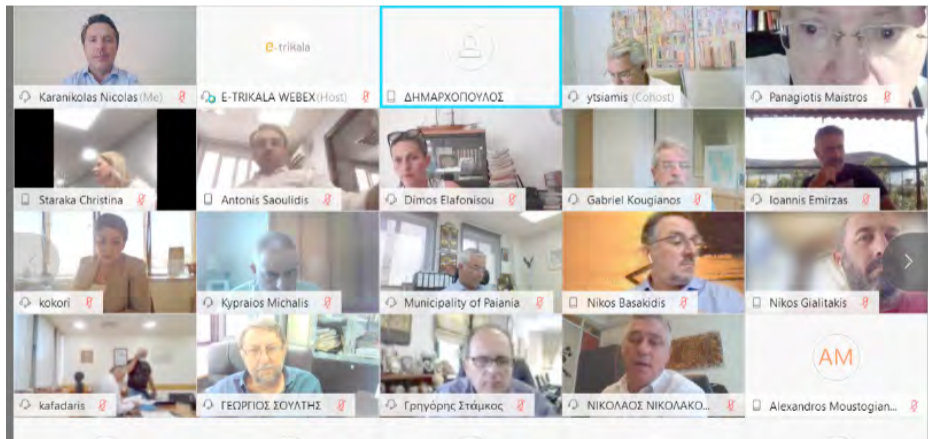 e-trikala
Karanikolas Nicolas (Me)
E-TRIKALA WEBEX (Host)
ΔΗΜΑΡΧΟΠΟΥΛΟΣ
ytsiamis (Cohost)
Panagiotis Maistros
Staraka Christina
Antonis Saoulidis
Dimos Elafonisou
Gabriel Kougianos
Ioannis Emirzas
kokori
Kypraios Michalis
Municipality of Paiania
Nikos Basakidis
Nikos Gialitakis
AM
kafadaris
ΓΕΩΡΓΙΟΣ ΣΟΥΛΤΗΣ
Γρηγόρης Στάμκος
ΝΙΚΟΛΑΟΣ ΝΙΚΟΛΑΚΟ...
Alexandros Moustogian...